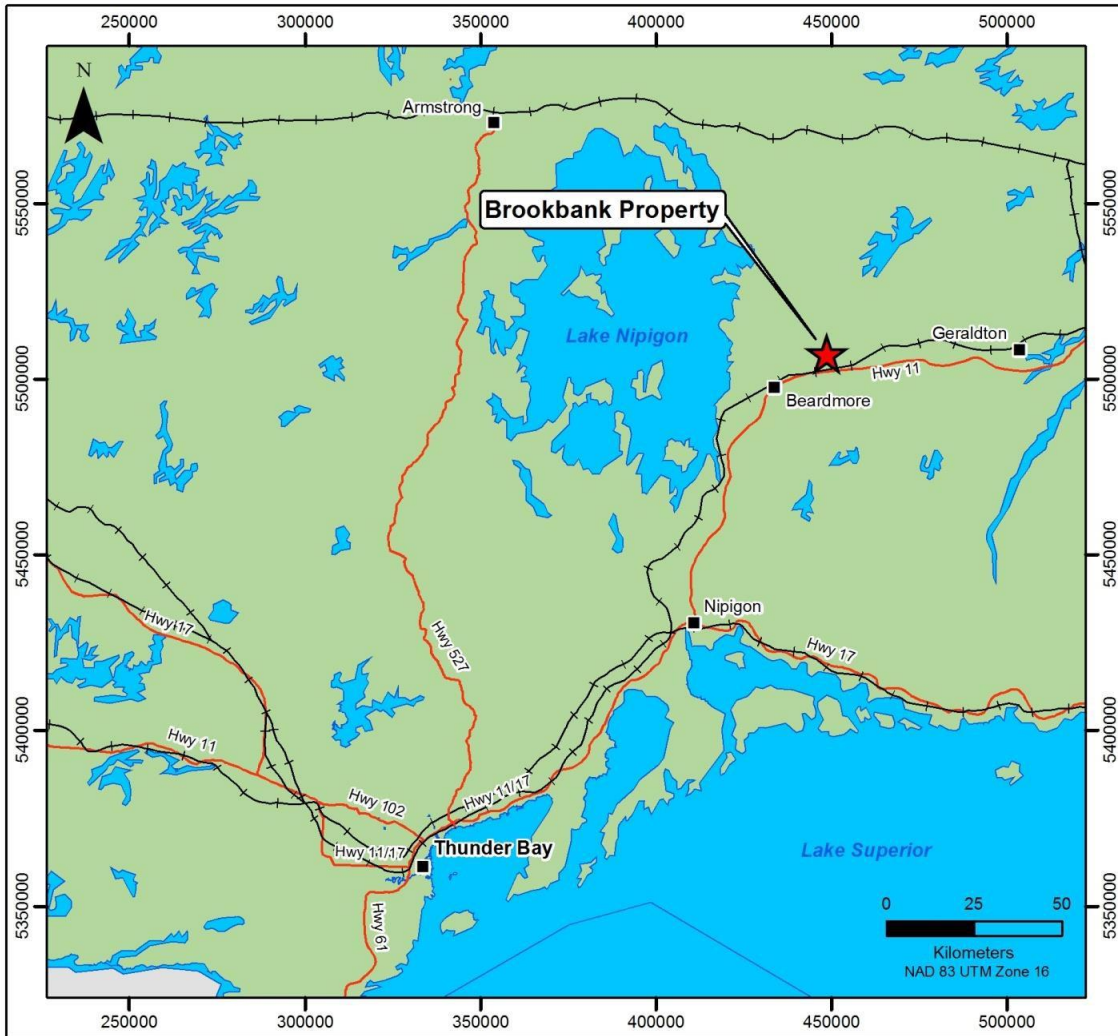 250000
300000
350000
400000
450000
500000
N
Armstrong
5550000
5550000
Brookbank Property
Lake Nipigon
Geraldton
Hwy 11
5500000
5500000
Beardmore
5450000
5450000
Nipigon
Hwy 17
Hwy 17
Hwy 527
5400000
5400000
Hwy 11
Hwy 102
Hwy 11/17
Hwy 11/17
Thunder Bay
Lake Superior
Hwy 61
5350000
5350000
0 25 50
Kilometers
NAD 83 UTM Zone 16
250000
300000
350000
400000
450000
500000